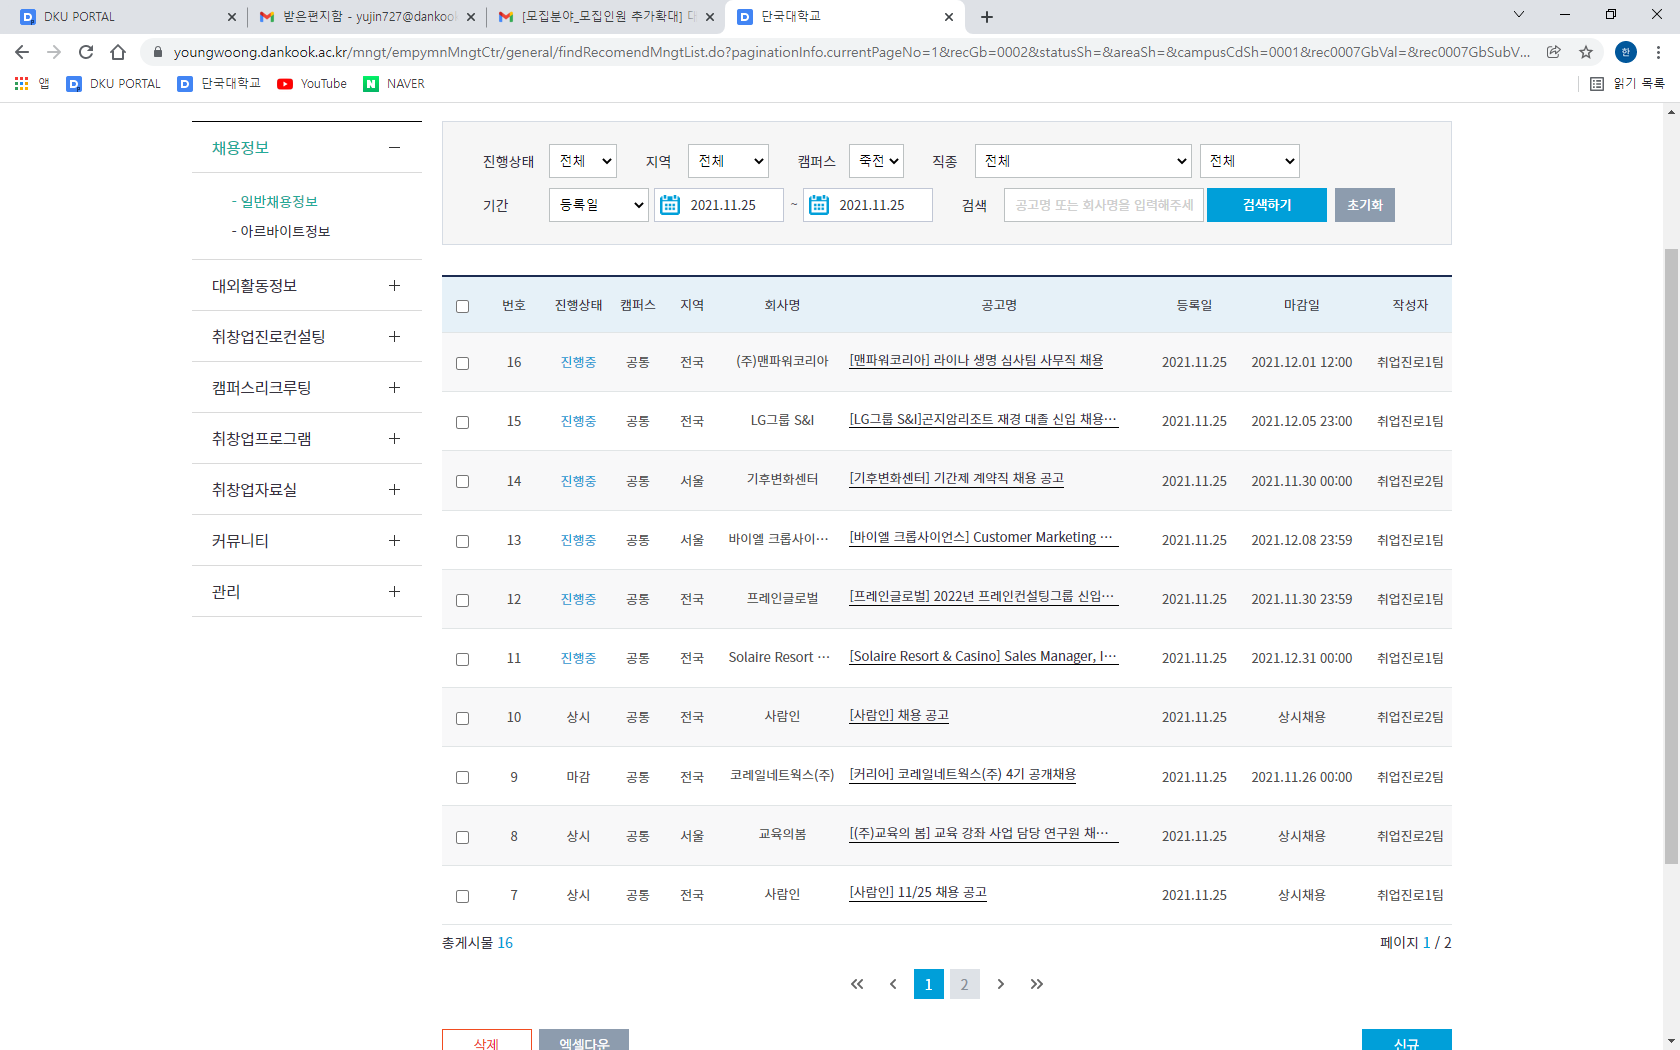 DKU PORTAL
받은편지함 - yujin727@dankook
[모집분야_모집인원 추가확대] 대
단국대학교
youngwoong.dankook.ac.kr/mngt/empymnMngtCtr/general/findRecomendMngtList.do?paginationInfo.currentPageNo=1&recGb=0002&statusSh=&areaSh=&campusCdSh=0001&rec0007GbVal=&rec0007GbSubV...
한
앱 DKU PORTAL 단국대학교 YouTube NAVER 읽기 목록
채용정보
- 일반채용정보
- 아르바이트정보
대외활동정보
취창업진로컨설팅
캠퍼스리크루팅
취창업프로그램
취창업자료실
커뮤니티
관리
진행상태 전체 지역 전체 캠퍼스 죽전 직종 전체 전체
기간 등록일 2021.11.25 ~ 2021.11.25 검색 공고명 또는 회사명을 입력해주세 검색하기 초기화
번호 진행상태 캠퍼스 지역 회사명 공고명 등록일 마감일 작성자
16 진행중 공통 전국 (주)맨파워코리아 [맨파워코리아] 라이나 생명 심사팀 사무직 채용 2021.11.25 2021.12.01 12:00 취업진로1팀
15 진행중 공통 전국 LG그룹 S&I [LG그룹 S&I]곤지암리조트 재경 대졸 신입 채용… 2021.11.25 2021.12.05 23:00 취업진로1팀
14 진행중 공통 서울 기후변화센터 [기후변화센터] 기간제 계약직 채용 공고 2021.11.25 2021.11.30 00:00 취업진로2팀
13 진행중 공통 서울 바이엘 크롭사이… [바이엘 크롭사이언스] Customer Marketing … 2021.11.25 2021.12.08 23:59 취업진로1팀
12 진행중 공통 전국 프레인글로벌 [프레인글로벌] 2022년 프레인컨설팅그룹 신입… 2021.11.25 2021.11.30 23:59 취업진로1팀
11 진행중 공통 전국 Solaire Resort … [Solaire Resort & Casino] Sales Manager, I… 2021.11.25 2021.12.31 00:00 취업진로1팀
10 상시 공통 전국 사람인 [사람인] 채용 공고 2021.11.25 상시채용 취업진로2팀
9 마감 공통 전국 코레일네트웍스(주) [커리어] 코레일네트웍스(주) 4기 공개채용 2021.11.25 2021.11.26 00:00 취업진로2팀
8 상시 공통 서울 교육의봄 [(주)교육의 봄] 교육 강좌 사업 담당 연구원 채… 2021.11.25 상시채용 취업진로2팀
7 상시 공통 전국 사람인 [사람인] 11/25 채용 공고 2021.11.25 상시채용 취업진로1팀
총게시물 16 페이지 1 / 2
1 2
삭제 엑셀다운 신규